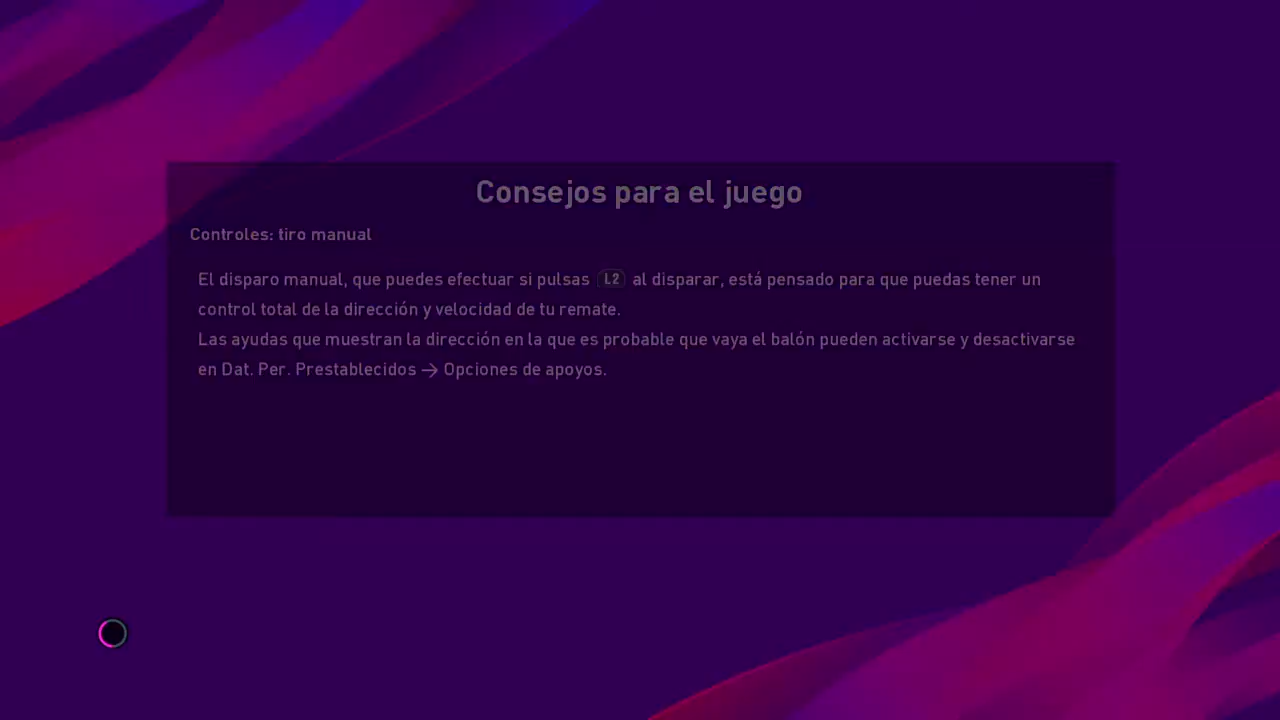 Consejos para el juego
Controles: tiro manual
El disparo manual, que puedes efectuar si pulsas L2 al disparar, está pensado para que puedas tener un
control total de la dirección y velocidad de tu remate.
Las ayudas que muestran la dirección en la que es probable que vaya el balón pueden activarse y desactivarse
en Dat. Per. Prestablecidos → Opciones de apoyos.